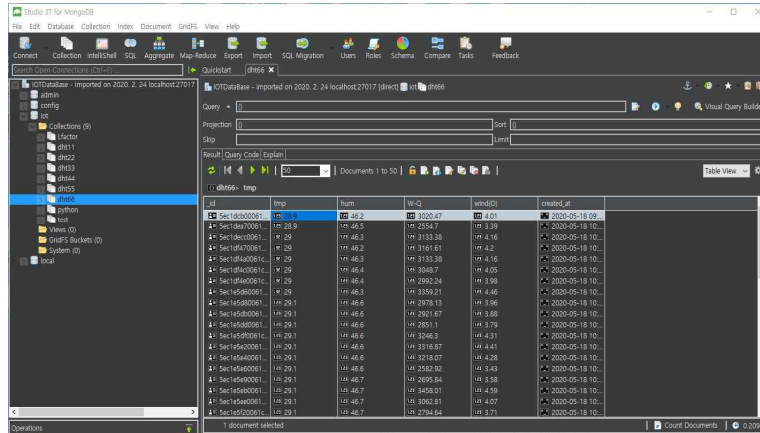 Studio 3T for MongoDB
File Edit Database Collection Index Document GridFS View Help
Connect Collection IntelliShell SQL Aggregate Map-Reduce Export Import SQL Migration Users Roles Schema Compare Tasks Feedback
Search Open Connections (Ctrl+F) ...
Quickstart dht66
IOTDataBase - imported on 2020. 2. 24 localhost:27017
admin
config
iot
Collections (9)
Lfactor
dht11
dht22
dht33
dht44
dht55
dht66
python
test
Views (0)
GridFS Buckets (0)
System (0)
local
Operations
IOTDataBase - imported on 2020. 2. 24 localhost:27017 [direct] iot dht66
Query {}
Visual Query Builde
Projection {} Sort {}
Skip Limit
Result Query Code Explain
50 Documents 1 to 50 Table View
dht66> tmp
_id tmp hum W-Q wind(O) created_at
5ec1dcb00061... 28.9 46.2 3020.47 4.01 2020-05-18 09:...
5ec1dea70061... 28.9 46.5 2554.7 3.39 2020-05-18 10:...
5ec1decc0061... 29 46.3 3133.38 4.16 2020-05-18 10:...
5ec1df470061... 29 46.2 3161.61 4.2 2020-05-18 10:...
5ec1df4a0061c... 29 46.3 3133.38 4.16 2020-05-18 10:...
5ec1df4c0061c... 29 46.4 3048.7 4.05 2020-05-18 10:...
5ec1df4e0061c... 29 46.4 2992.24 3.98 2020-05-18 10:...
5ec1e5d60061... 29 46.3 3359.21 4.46 2020-05-18 10:...
5ec1e5d80061... 29.1 46.6 2978.13 3.96 2020-05-18 10:...
5ec1e5db0061... 29.1 46.6 2921.67 3.88 2020-05-18 10:...
5ec1e5dd0061... 29.1 46.6 2851.1 3.79 2020-05-18 10:...
5ec1e5df0061c... 29.1 46.6 3246.3 4.31 2020-05-18 10:...
5ec1e5e20061... 29.1 46.6 3316.87 4.41 2020-05-18 10:...
5ec1e5e40061... 29.1 46.6 3218.07 4.28 2020-05-18 10:...
5ec1e5e60061... 29.1 46.6 2582.92 3.43 2020-05-18 10:...
5ec1e5e90061... 29.1 46.7 2695.84 3.58 2020-05-18 10:...
5ec1e5eb0061... 29.1 46.7 3458.01 4.59 2020-05-18 10:...
5ec1e5ee0061... 29.1 46.7 3062.81 4.07 2020-05-18 10:...
5ec1e5f20061c... 29.1 46.7 2794.64 3.71 2020-05-18 10:...
1 document selected Count Documents 0.209